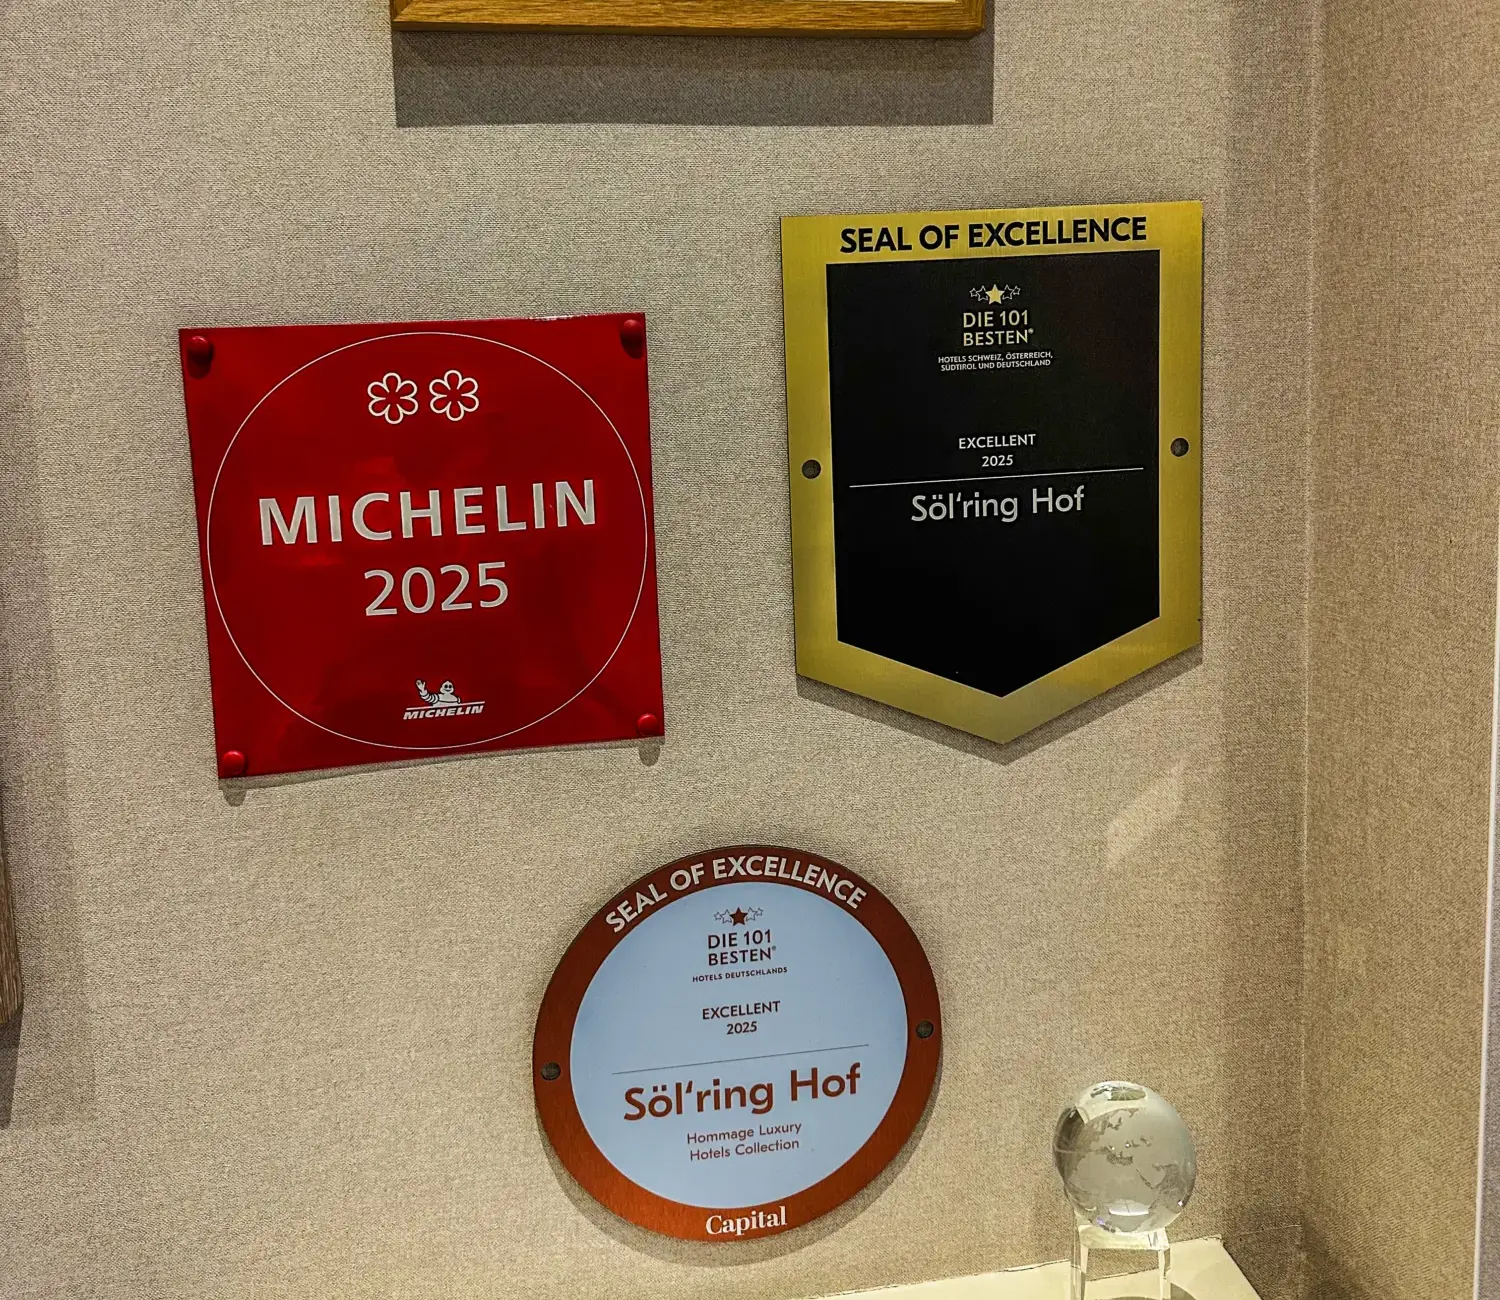 MICHELIN
2025
MICHELIN
SEAL OF EXCELLENCE
DIE 101
BESTEN®
HOTELS SCHWEIZ, ÖSTERREICH,
SÜDTIROL UND DEUTSCHLAND
EXCELLENT
2025
Söl‘ring Hof
SEAL OF EXCELLENCE
DIE 101
BESTEN®
HOTELS DEUTSCHLANDS
EXCELLENT
2025
Söl‘ring Hof
Hommage Luxury
Hotels Collection
Capital